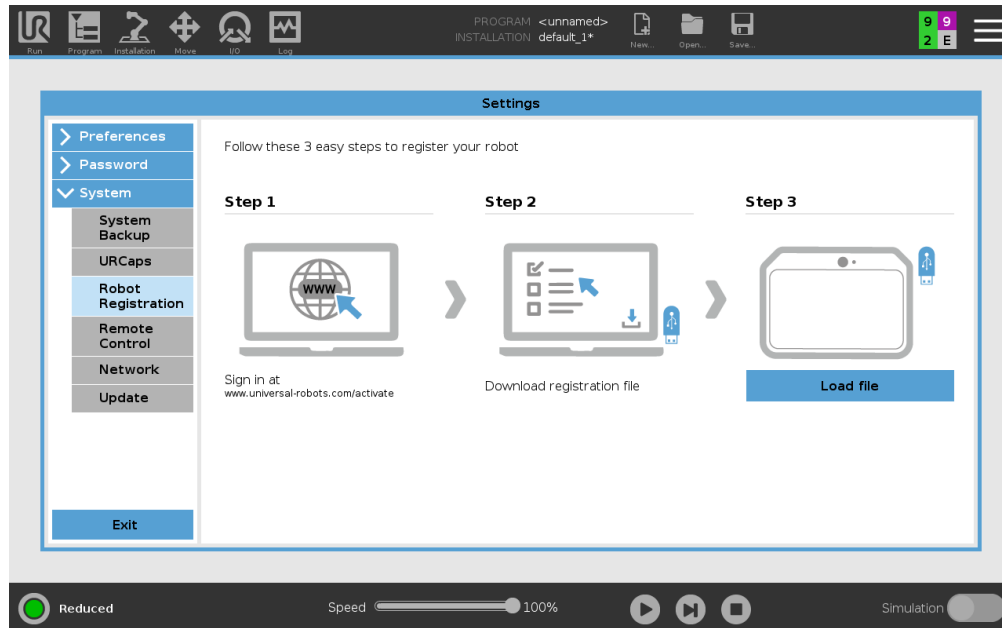 UR
PROGRAM <unnamed>
INSTALLATION default_1*
Run
Program
Installation
Move
I/O
Log
New...
Open...
Save...
9 9
2 E
Settings
Preferences
Password
System
System
Backup
URCaps
Robot
Registration
Remote
Control
Network
Update
Exit
Follow these 3 easy steps to register your robot
Step 1
www
Sign in at
www.universal-robots.com/activate
Step 2
Download registration file
Step 3
Load file
Reduced
Speed
100%
Simulation